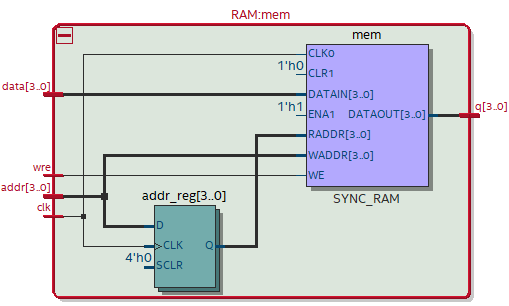 RAM:mem
mem
CLK0
1'h0
CLR1
data[3..0]
DATAIN[3..0]
1'h1
ENA1 DATAOUT[3..0]
q[3..0]
RADDR[3..0]
WADDR[3..0]
wre
WE
addr[3..0]
addr_reg[3..0]
SYNC_RAM
clk
D
CLK Q
4'h0
SCLR